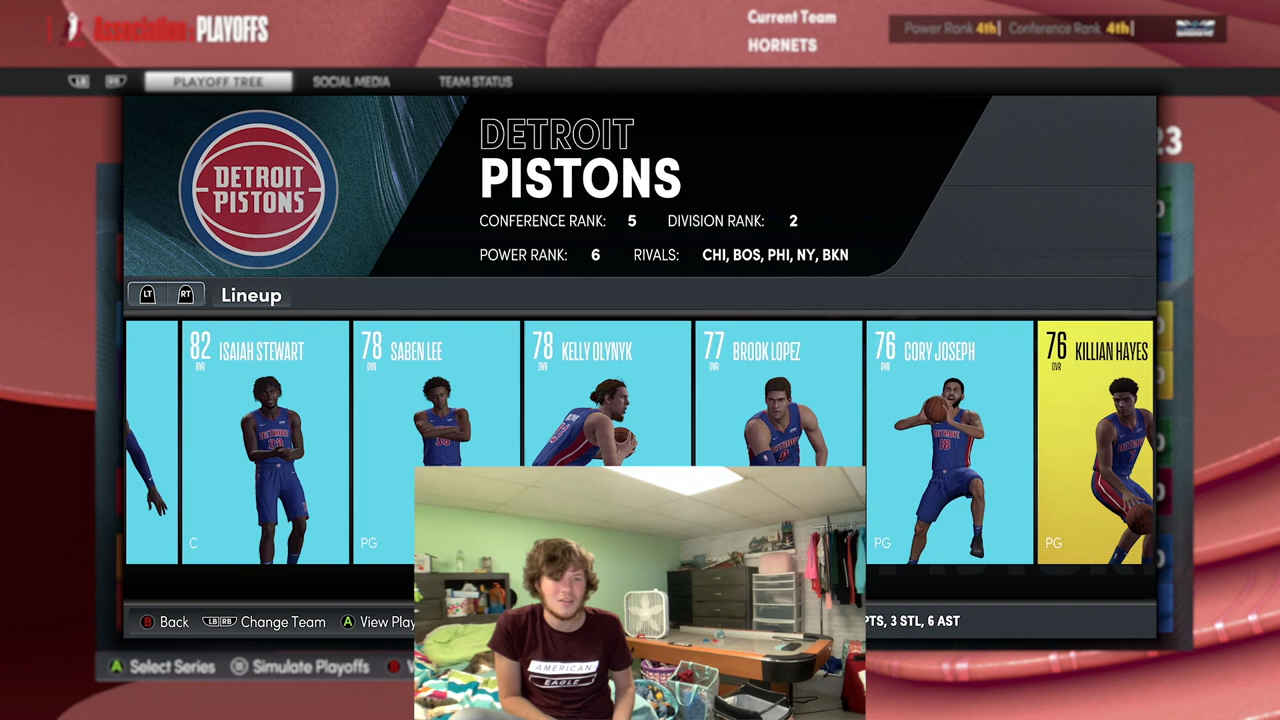 Association: PLAYOFFS
Current Team
HORNETS
Power Rank 4th| Conference Rank 4th|
LB RB PLAYOFF TREE SOCIAL MEDIA TEAM STATUS
23
DETROIT
PISTONS
DETROIT
PISTONS
CONFERENCE RANK: 5 DIVISION RANK: 2
POWER RANK: 6 RIVALS: CHI, BOS, PHI, NY, BKN
LT RT Lineup
82 OVR ISAIAH STEWART
78 OVR SABEN LEE
78 OVR KELLY OLYNYK
77 OVR BROOK LOPEZ
76 OVR CORY JOSEPH
76 OVR KILLIAN HAYES
C
PG
PG
PG
B Back LB|RB Change Team A View Play
PTS, 3 STL, 6 AST
A Select Series Simulate Playoffs
AMERICAN
EAGLE